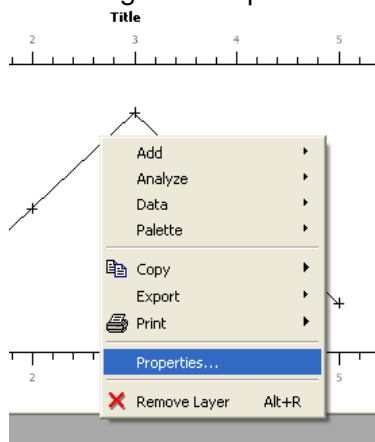 Title
2 3 4 5
Add
Analyze
Data
Palette
Copy
Export
Print
Properties...
Remove Layer Alt+R
2 5